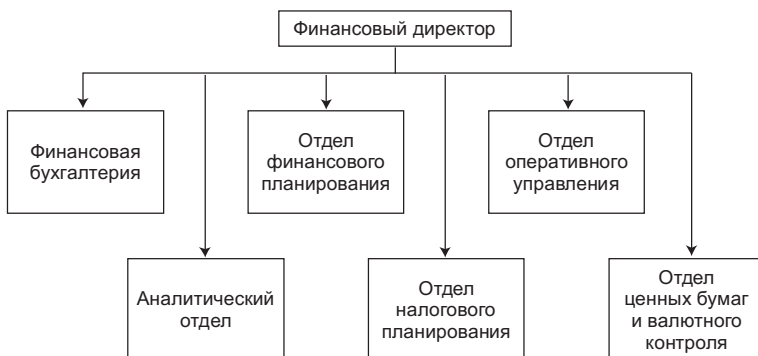 Финансовый директор
Финансовая
бухгалтерия
Отдел
финансового
планирования
Отдел
оперативного
управления
Аналитический
отдел
Отдел
налогового
планирования
Отдел
ценных бумаг
и валютного
контроля